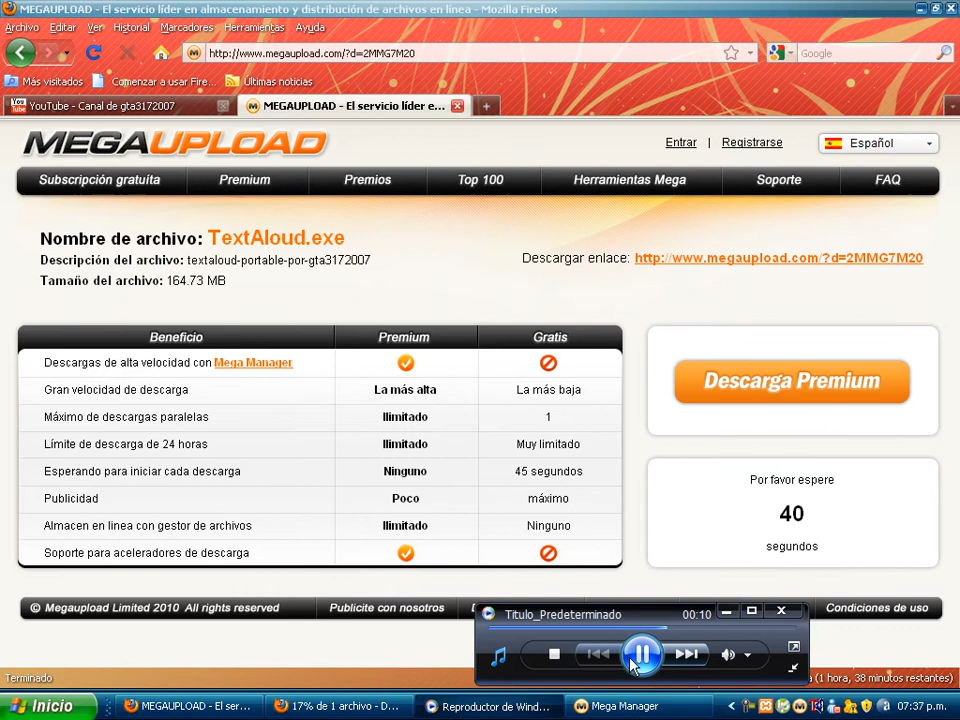 MEGAUPLOAD - El servicio líder en almacenamiento y distribución de archivos en línea - Mozilla Firefox
Archivo Editar Ver Historial Marcadores Herramientas Ayuda
http://www.megaupload.com/?d=2MMG7M20 Google
Más visitados Comenzar a usar Fire... Últimas noticias
YouTube - Canal de gta3172007 MEGAUPLOAD - El servicio líder e...
MEGAUPLOAD Entrar | Registrarse Español
Subscripción gratuíta Premium Premios Top 100 Herramientas Mega Soporte FAQ
Nombre de archivo: TextAloud.exe
Descripción del archivo: textaloud-portable-por-gta3172007 Descargar enlace: http://www.megaupload.com/?d=2MMG7M20
Tamaño del archivo: 164.73 MB
Beneficio Premium Gratis
Descargas de alta velocidad con Mega Manager
Gran velocidad de descarga La más alta La más baja
Descarga Premium
Máximo de descargas paralelas Ilimitado 1
Límite de descarga de 24 horas Ilimitado Muy limitado
Esperando para iniciar cada descarga Ninguno 45 segundos
Por favor espere
Publicidad Poco máximo
40
Almacen en linea con gestor de archivos Ilimitado Ninguno
segundos
Soporte para aceleradores de descarga
© Megaupload Limited 2010 All rights reserved Publicite con nosotros Condiciones de uso
Titulo_Predeterminado 00:10
Terminado (1 hora, 38 minutos restantes)
Inicio MEGAUPLOAD - El ser... 17% de 1 archivo - D... Reproductor de Win... Mega Manager 07:37 p.m.